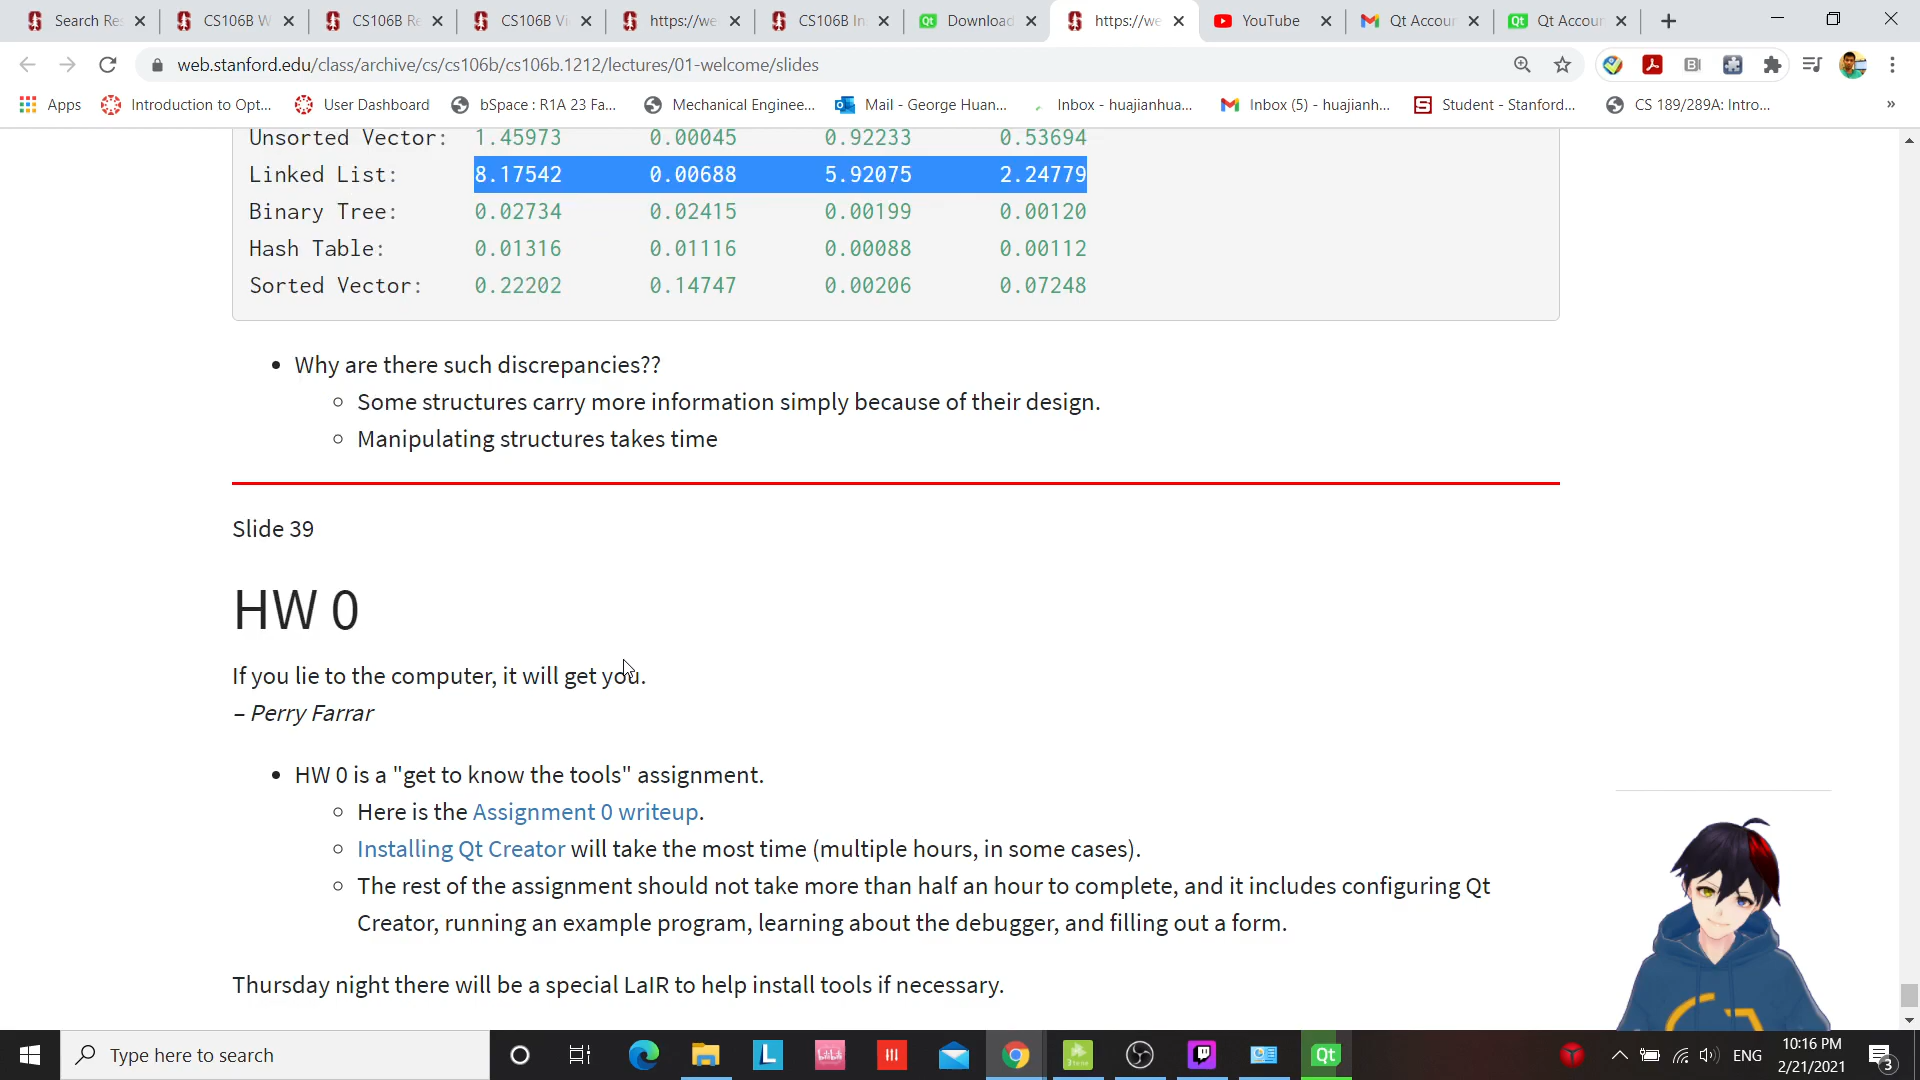 Search Res
CS106B W
CS106B Re
CS106B Vi
https://we
CS106B In
Download
https://we
YouTube
Qt Accoun
Qt Accoun
web.stanford.edu/class/archive/cs/cs106b/cs106b.1212/lectures/01-welcome/slides
Apps
Introduction to Opt...
User Dashboard
bSpace : R1A 23 Fa...
Mechanical Enginee...
Mail - George Huan...
Inbox - huajianhua...
Inbox (5) - huajianh...
Student - Stanford...
CS 189/289A: Intro...
»
Unsorted Vector: 1.45973 0.00045 0.92233 0.53694
Linked List: 8.17542 0.00688 5.92075 2.24779
Binary Tree: 0.02734 0.02415 0.00199 0.00120
Hash Table: 0.01316 0.01116 0.00088 0.00112
Sorted Vector: 0.22202 0.14747 0.00206 0.07248
Why are there such discrepancies??
Some structures carry more information simply because of their design.
Manipulating structures takes time
Slide 39
HW 0
If you lie to the computer, it will get you.
– Perry Farrar
HW 0 is a "get to know the tools" assignment.
Here is the Assignment 0 writeup.
Installing Qt Creator will take the most time (multiple hours, in some cases).
The rest of the assignment should not take more than half an hour to complete, and it includes configuring Qt
Creator, running an example program, learning about the debugger, and filling out a form.
Thursday night there will be a special LaIR to help install tools if necessary.
Type here to search
ENG
10:16 PM
2/21/2021
3